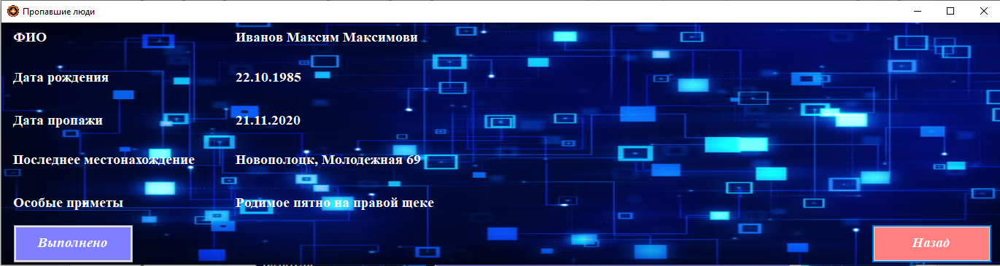 Пропавшие люди
ФИО Иванов Максим Максимови
Дата рождения 22.10.1985
Дата пропажи 21.11.2020
Последнее местонахождение Новополоцк, Молодежная 69
Особые приметы Родимое пятно на правой щеке
Выполнено Назад